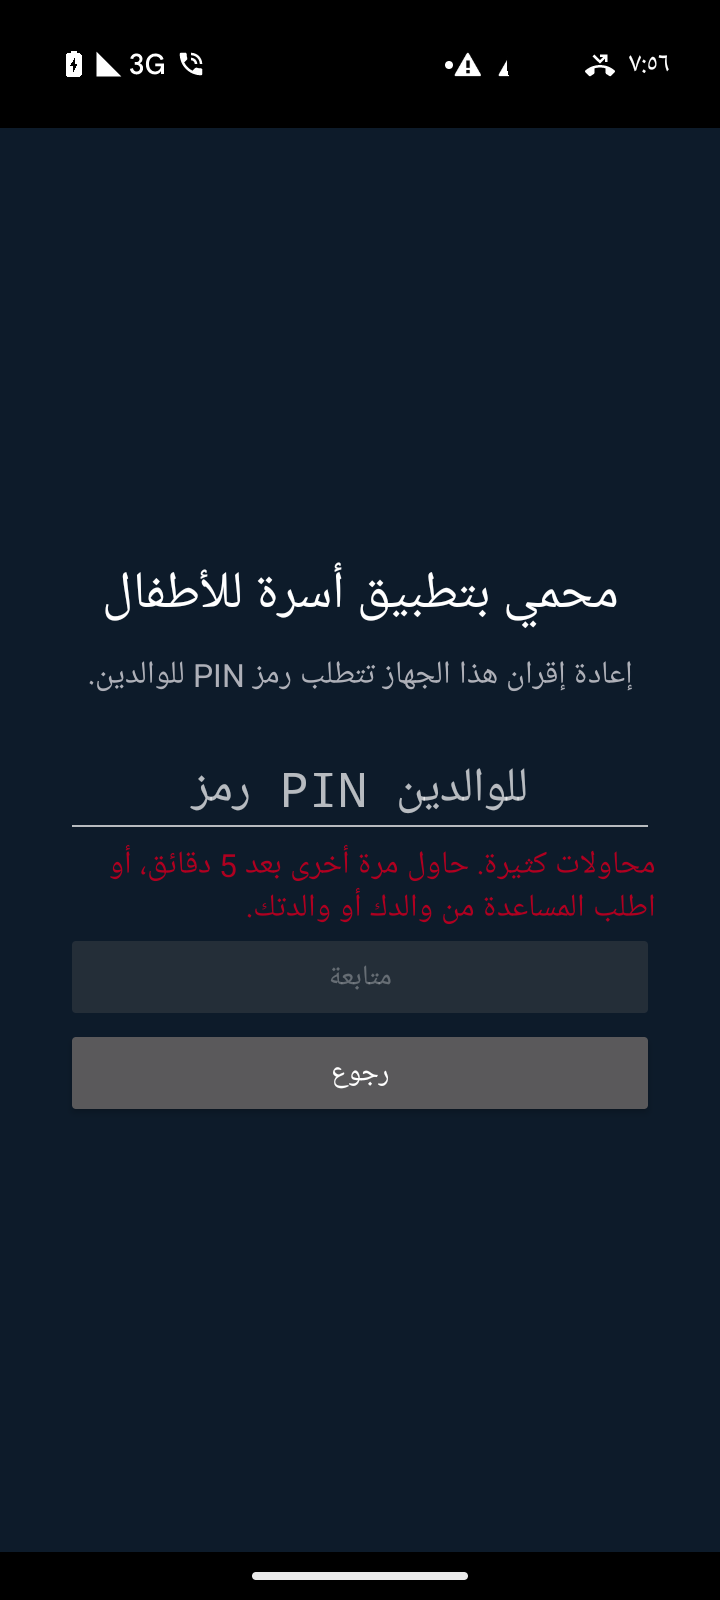 3G
٧:٥٦
محمي بتطبيق أسرة للأطفال
إعادة إقران هذا الجهاز تتطلب رمز PIN للوالدين.
رمز PIN للوالدين
محاولات كثيرة. حاول مرة أخرى بعد 5 دقائق، أو
اطلب المساعدة من والدك أو والدتك.
متابعة
رجوع